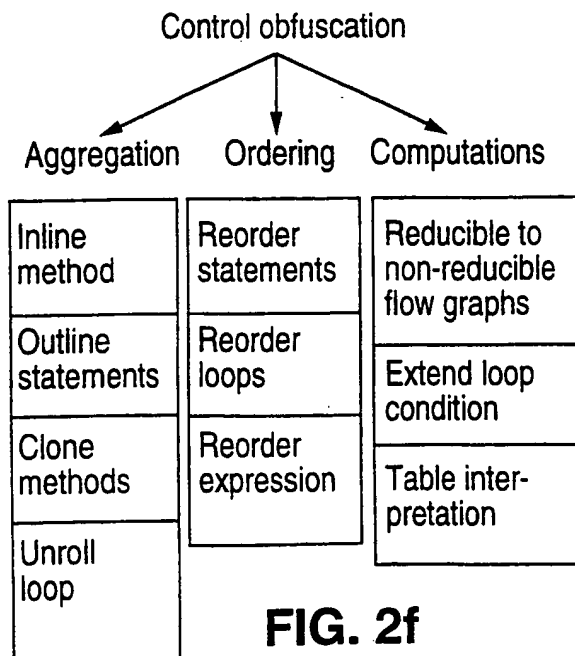 Control obfuscation
Aggregation
Ordering
Computations
Inline
method
Outline
statements
Clone
methods
Unroll
loop
Reorder
statements
Reorder
loops
Reorder
expression
Reducible to
non-reducible
flow graphs
Extend loop
condition
Table inter-
pretation
FIG. 2f